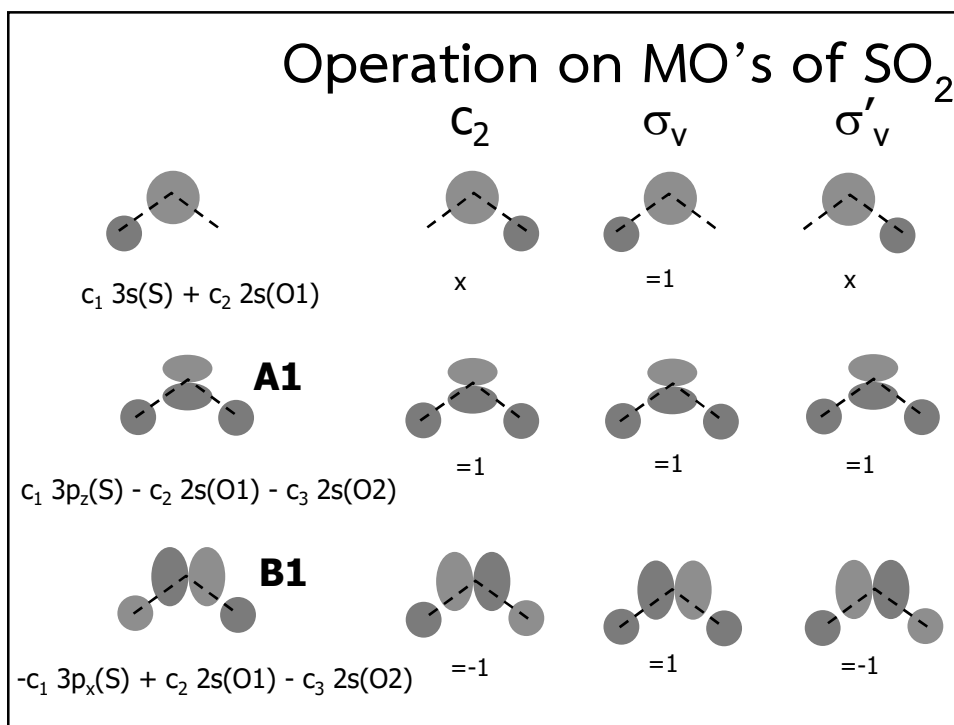 Operation on MO’s of SO₂
c₂ σᵥ σ′ᵥ
x =1 x
c₁ 3s(S) + c₂ 2s(O1)
A1
=1 =1 =1
c₁ 3p_z(S) - c₂ 2s(O1) - c₃ 2s(O2)
B1
=-1 =1 =-1
-c₁ 3pₓ(S) + c₂ 2s(O1) - c₃ 2s(O2)